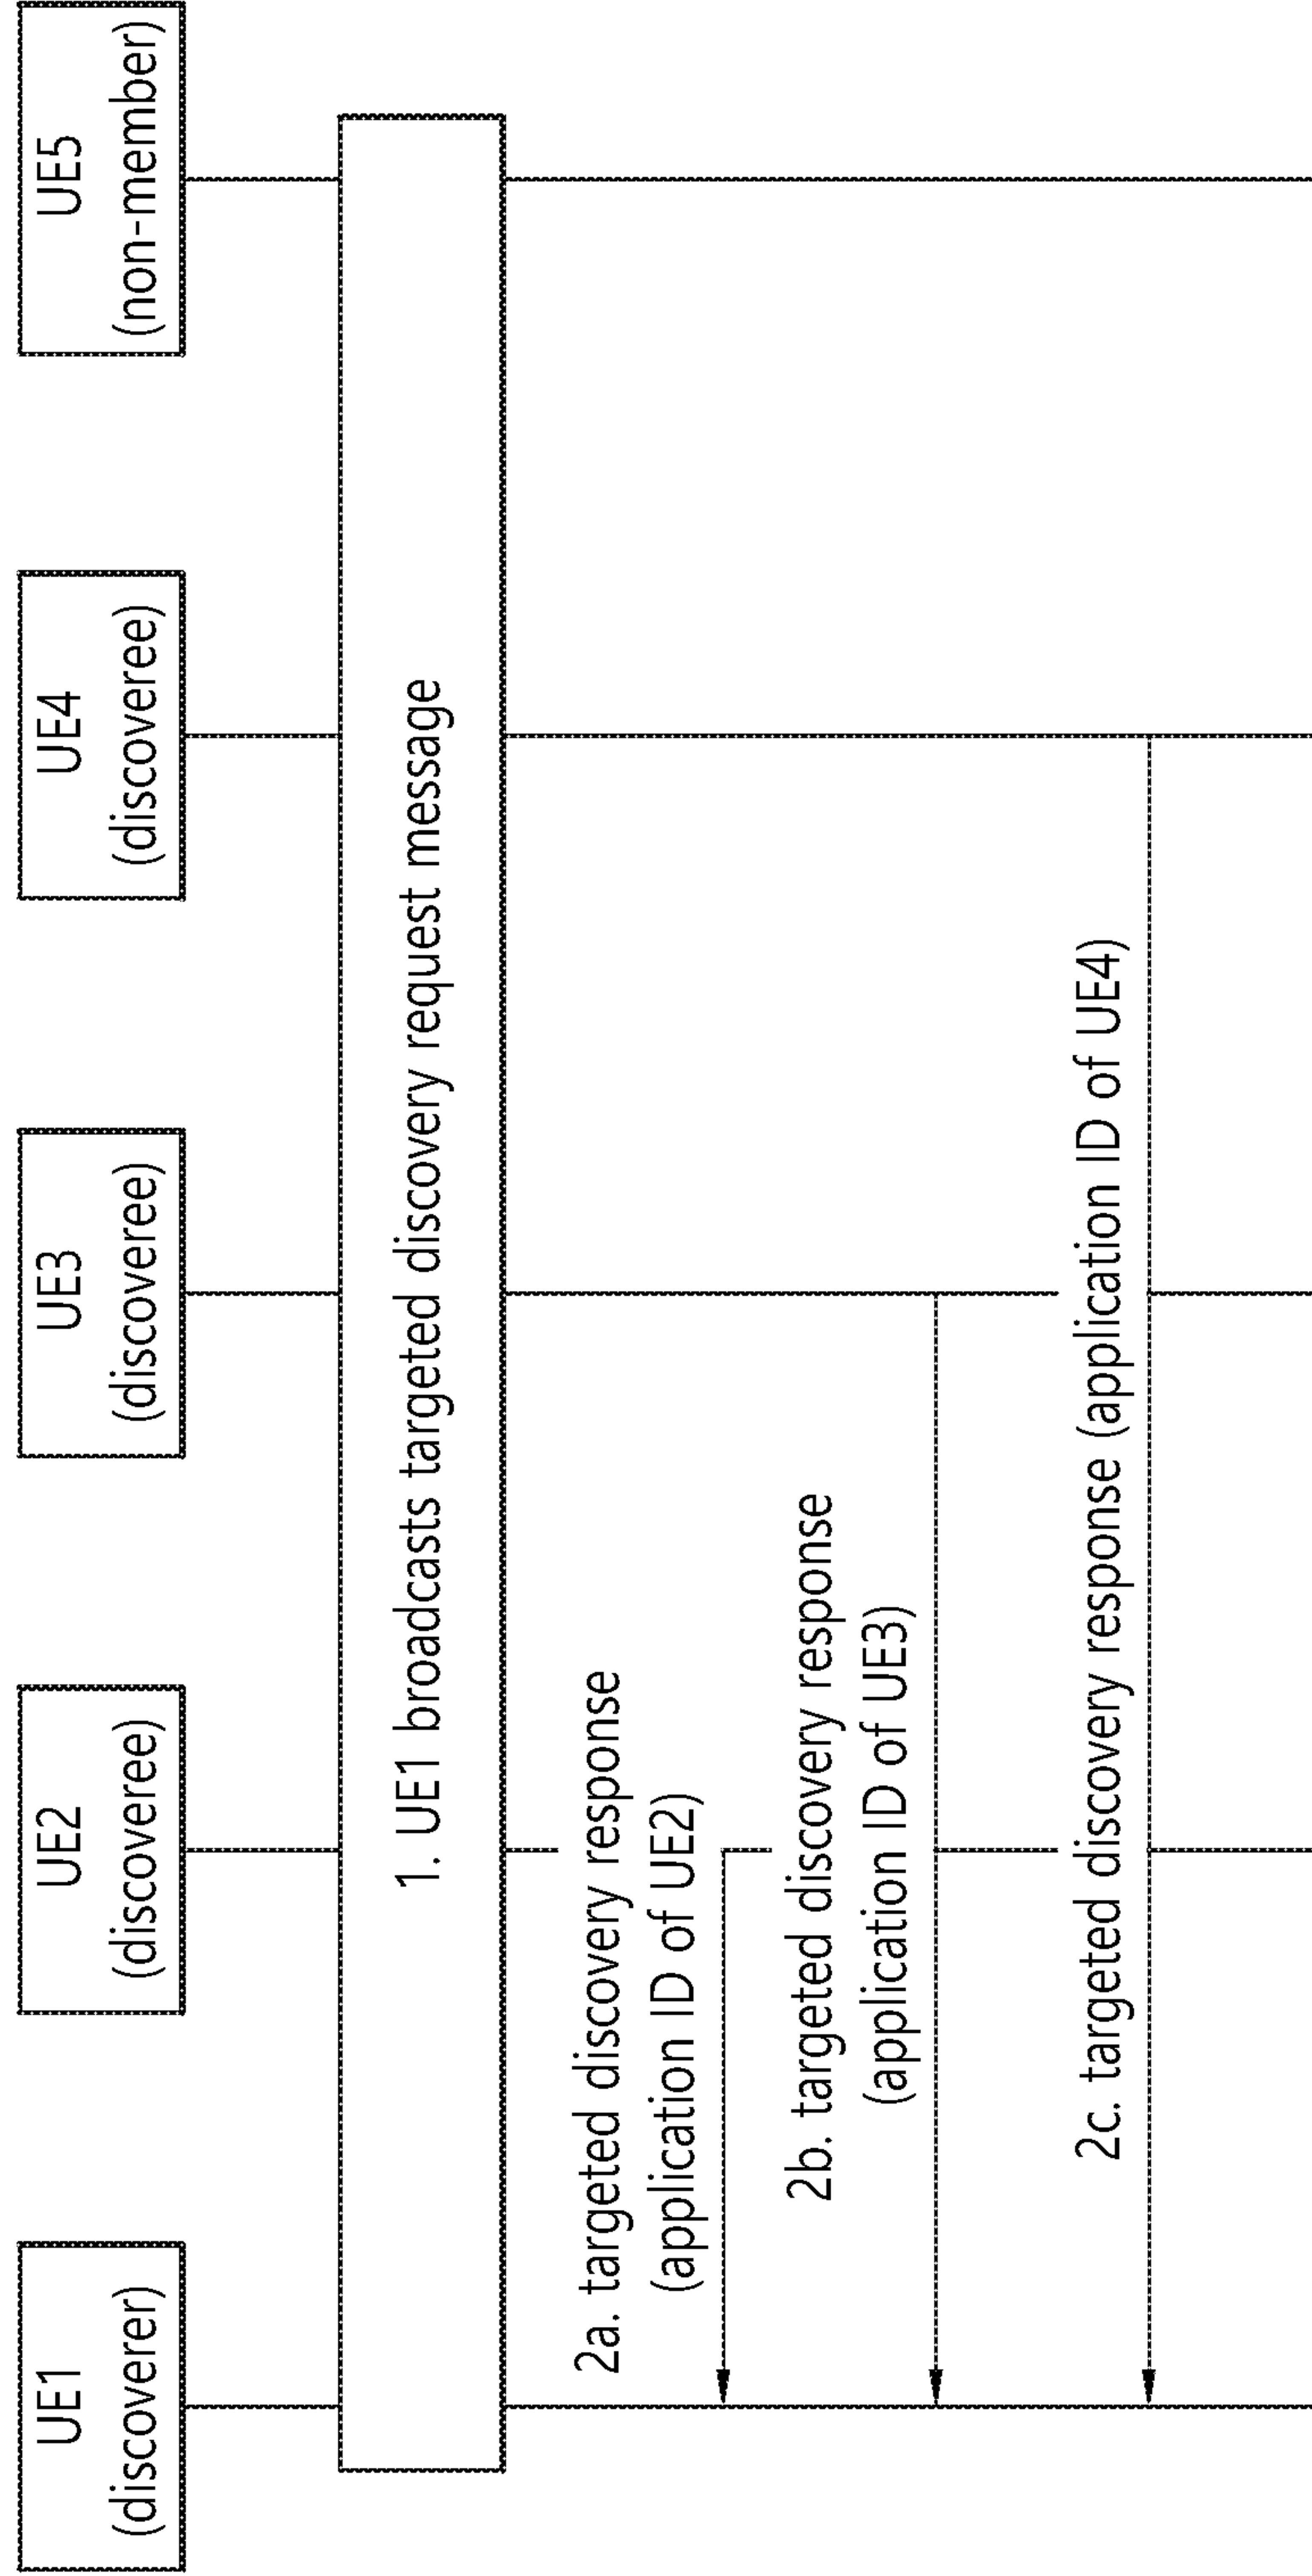 UE1
(discoverer)
UE2
(discoveree)
UE3
(discoveree)
UE4
(discoveree)
UE5
(non-member)
1. UE1 broadcasts targeted discovery request message
2a. targeted discovery response
(application ID of UE2)
2b. targeted discovery response
(application ID of UE3)
2c. targeted discovery response (application ID of UE4)